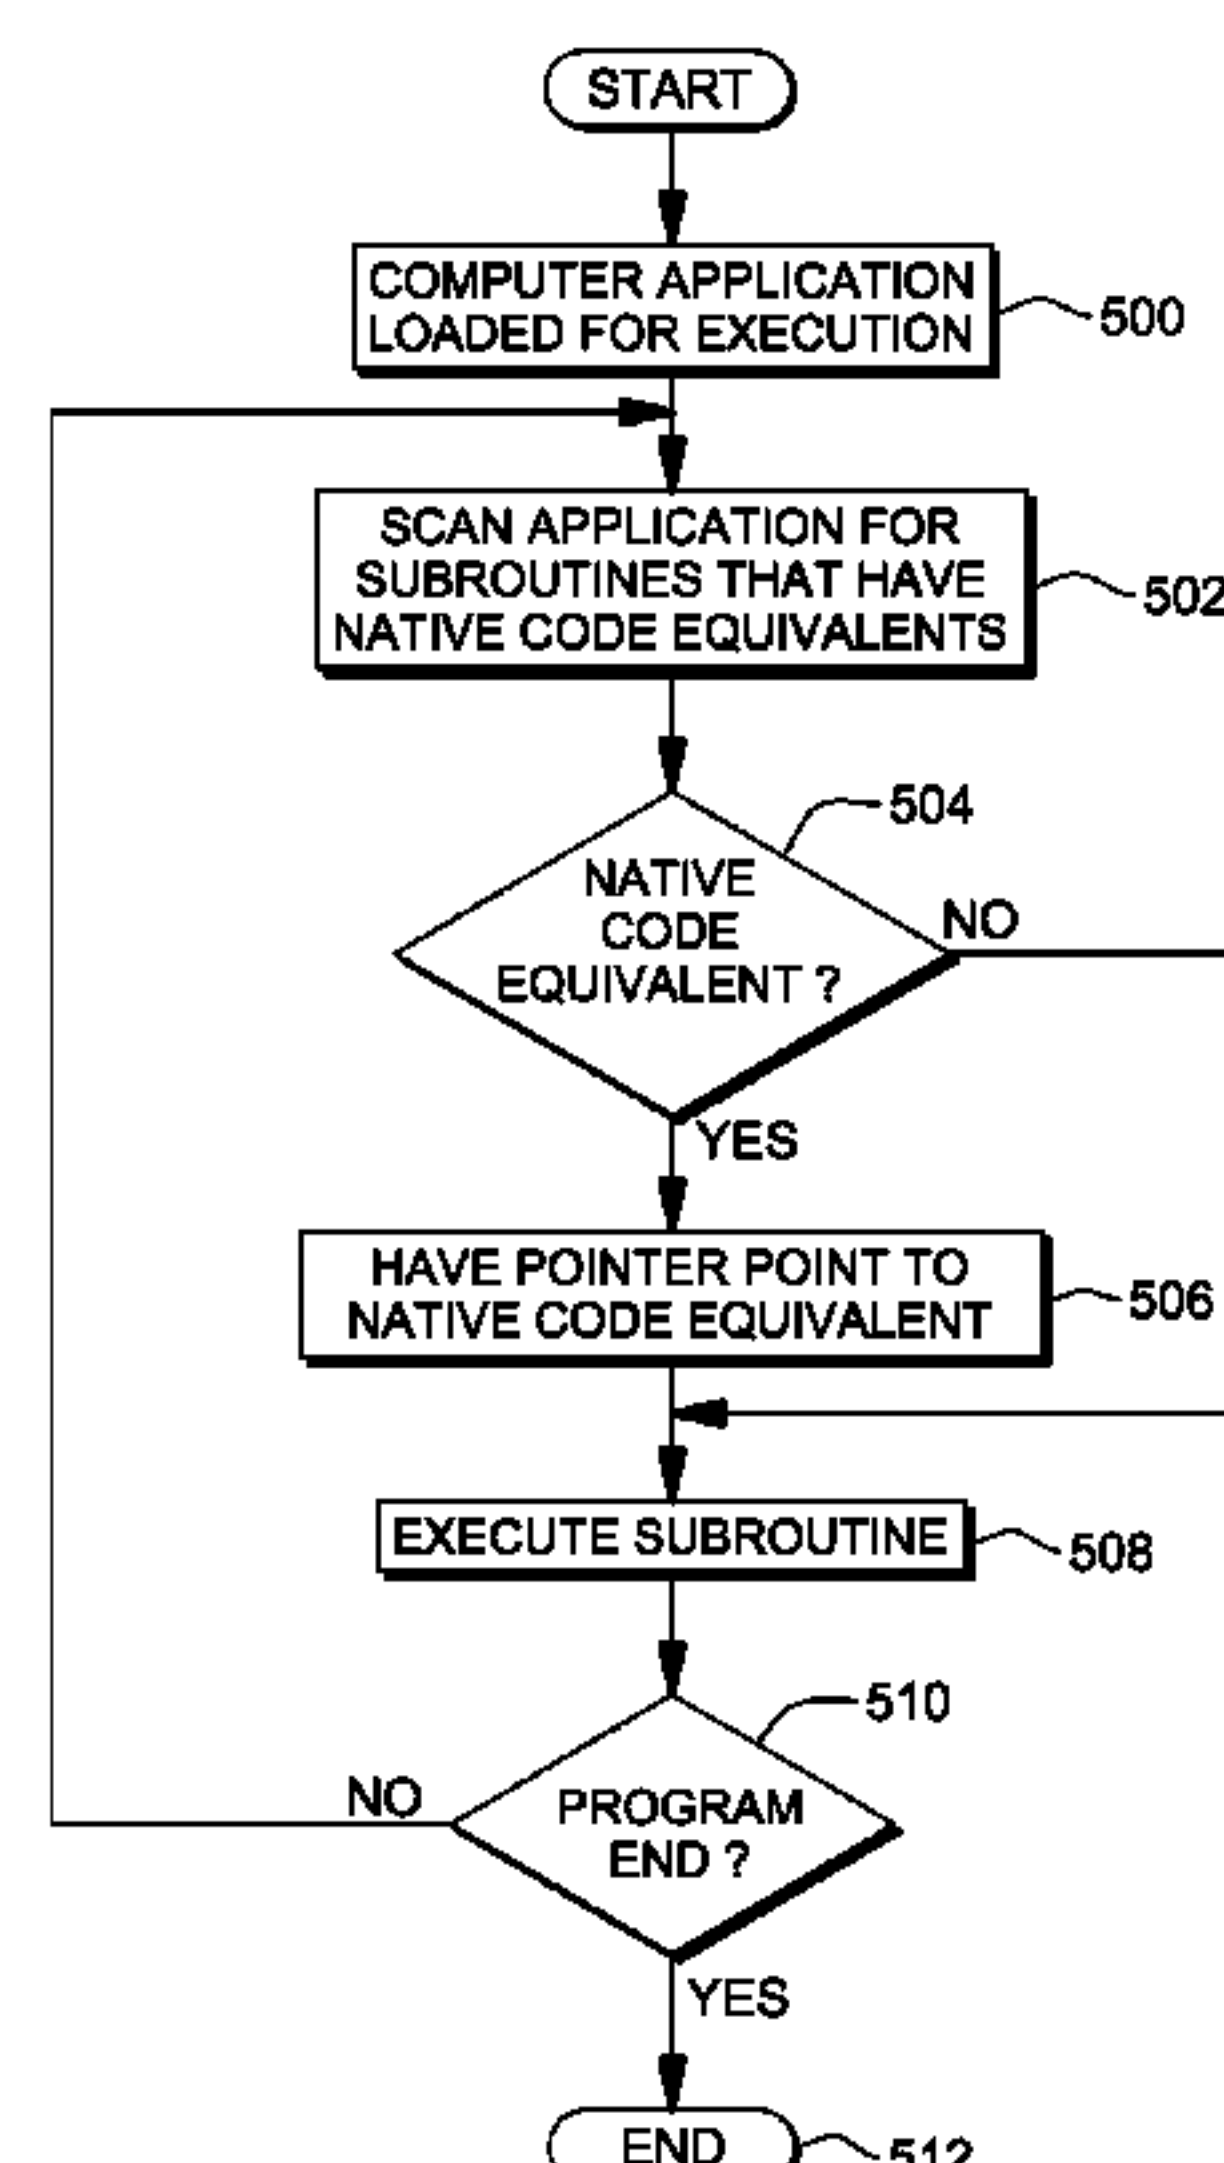 START
COMPUTER APPLICATION
LOADED FOR EXECUTION
500
SCAN APPLICATION FOR
SUBROUTINES THAT HAVE
NATIVE CODE EQUIVALENTS
502
504
NATIVE
CODE
EQUIVALENT ?
NO
YES
HAVE POINTER POINT TO
NATIVE CODE EQUIVALENT
506
EXECUTE SUBROUTINE
508
510
PROGRAM
END ?
NO
YES
END
512